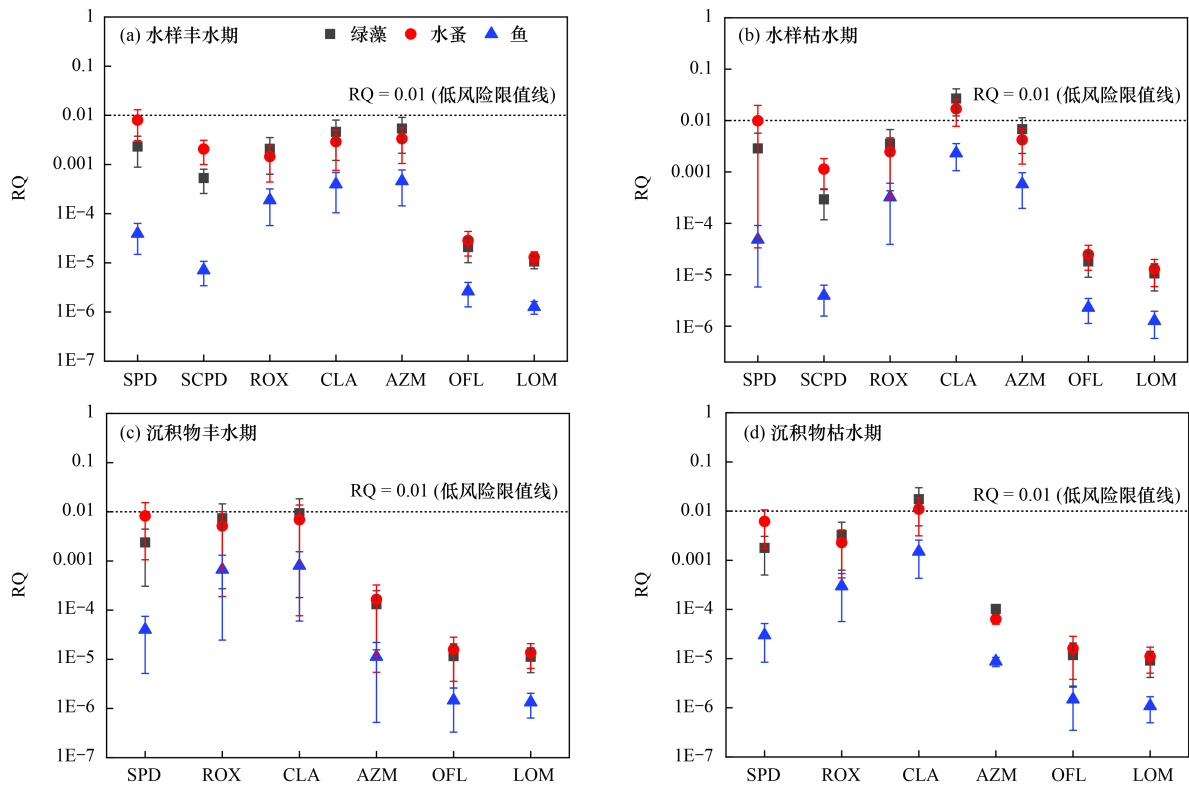 (a) 水样丰水期
绿藻 水蚤 鱼
RQ = 0.01 (低风险限值线)
1
0.1
0.01
0.001
1E−4
1E−5
1E−6
1E−7
RQ
SPD SCPD ROX CLA AZM OFL LOM
(b) 水样枯水期
RQ = 0.01 (低风险限值线)
1
0.1
0.01
0.001
1E−4
1E−5
1E−6
RQ
SPD SCPD ROX CLA AZM OFL LOM
(c) 沉积物丰水期
RQ = 0.01 (低风险限值线)
1
0.1
0.01
0.001
1E−4
1E−5
1E−6
1E−7
RQ
SPD ROX CLA AZM OFL LOM
(d) 沉积物枯水期
RQ = 0.01 (低风险限值线)
1
0.1
0.01
0.001
1E−4
1E−5
1E−6
1E−7
RQ
SPD ROX CLA AZM OFL LOM